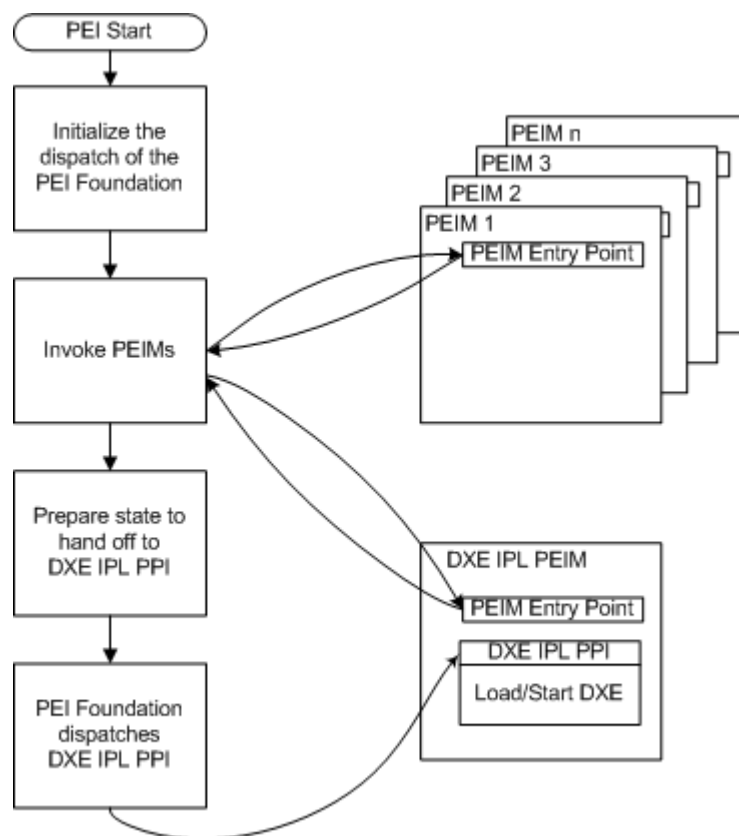 PEI Start
Initialize the
dispatch of the
PEI Foundation
Invoke PEIMs
Prepare state to
hand off to
DXE IPL PPI
PEI Foundation
dispatches
DXE IPL PPI
PEIM n
PEIM 3
PEIM 2
PEIM 1
PEIM Entry Point
DXE IPL PEIM
PEIM Entry Point
DXE IPL PPI
Load/Start DXE